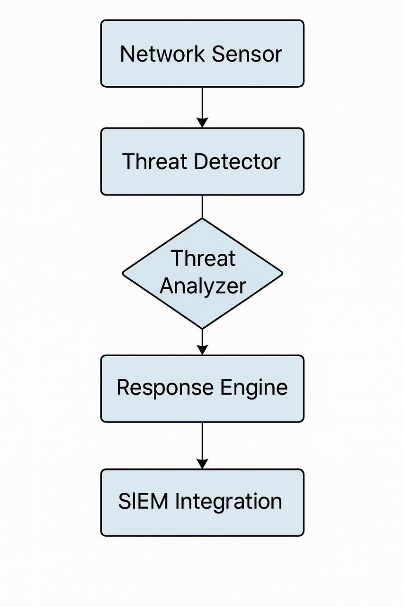 Network Sensor
Threat Detector
Threat
Analyzer
Response Engine
SIEM Integration